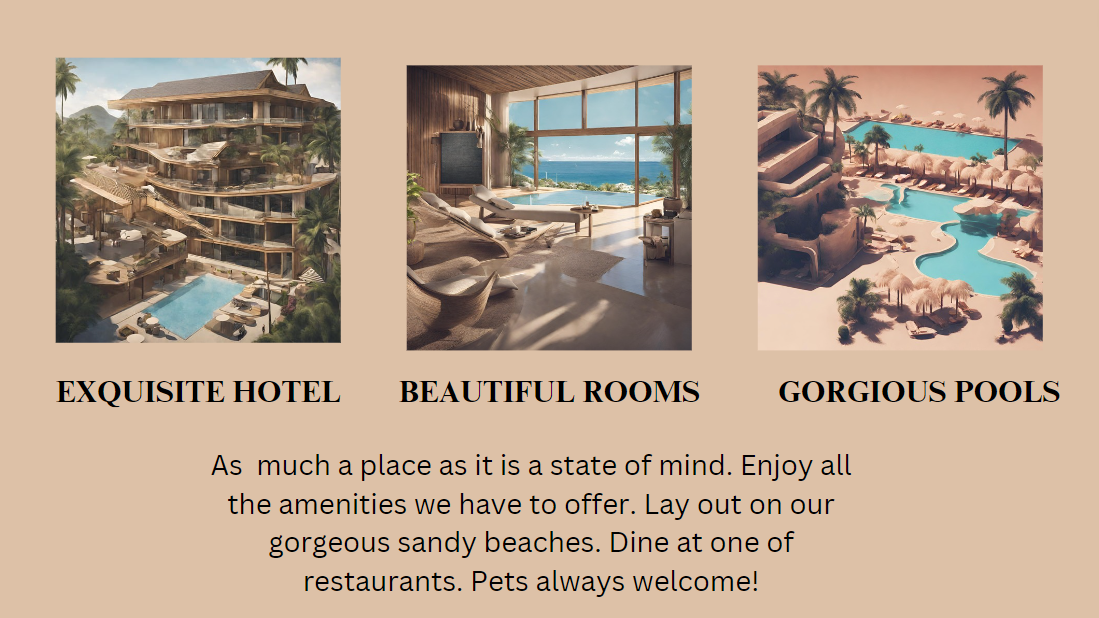 EXQUISITE HOTEL
BEAUTIFUL ROOMS
GORGIOUS POOLS
As  much a place as it is a state of mind. Enjoy all
the amenities we have to offer. Lay out on our
gorgeous sandy beaches. Dine at one of
restaurants. Pets always welcome!